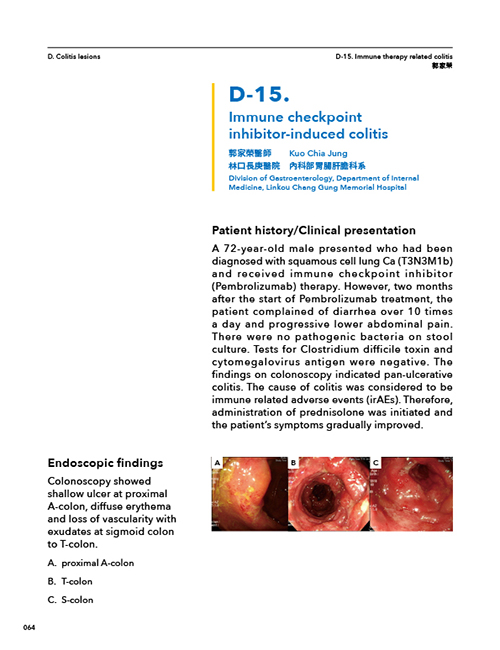 D. Colitis lesions
D-15. Immune therapy related colitis
郭家榮
D-15.
Immune checkpoint
inhibitor-induced colitis
郭家榮醫師 Kuo Chia Jung
林口長庚醫院 內科部胃腸肝膽科系
Division of Gastroenterology, Department of Internal
Medicine, Linkou Chang Gung Memorial Hospital
Patient history/Clinical presentation
A 72-year-old male presented who had been
diagnosed with squamous cell lung Ca (T3N3M1b)
and received immune checkpoint inhibitor
(Pembrolizumab) therapy. However, two months
after the start of Pembrolizumab treatment, the
patient complained of diarrhea over 10 times
a day and progressive lower abdominal pain.
There were no pathogenic bacteria on stool
culture. Tests for Clostridium difficile toxin and
cytomegalovirus antigen were negative. The
findings on colonoscopy indicated pan-ulcerative
colitis. The cause of colitis was considered to be
immune related adverse events (irAEs). Therefore,
administration of prednisolone was initiated and
the patient's symptoms gradually improved.
Endoscopic findings
Colonoscopy showed
shallow ulcer at proximal
A-colon, diffuse erythema
and loss of vascularity with
exudates at sigmoid colon
to T-colon.
A. proximal A-colon
B. T-colon
C. S-colon
A
B
C
064